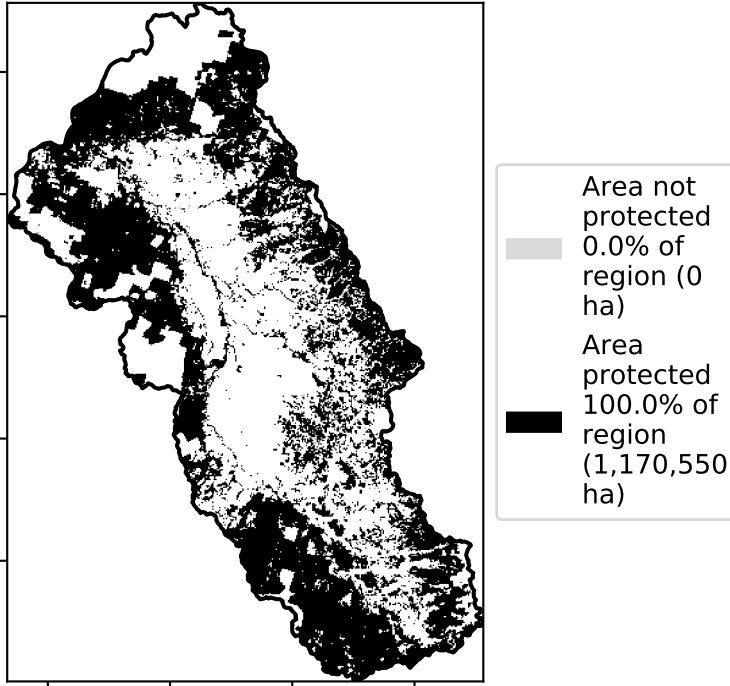 Area not
protected
0.0% of
region (0
ha)
Area
protected
100.0% of
region
(1,170,550
ha)